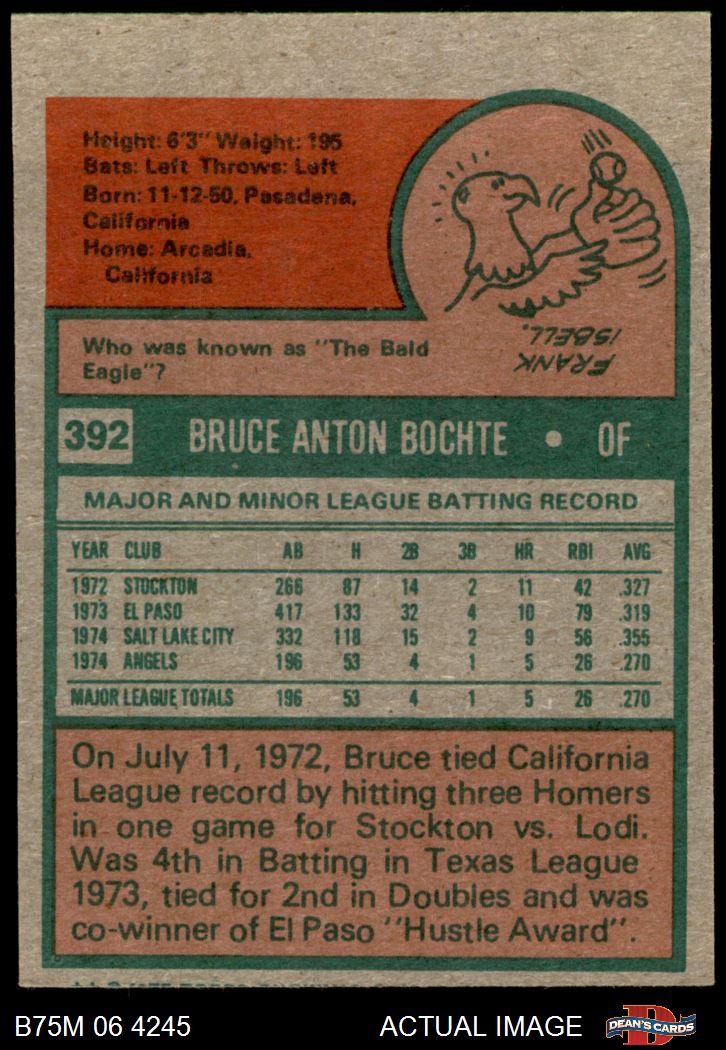 Height: 6'3" Weight: 195
Bats: Left Throws: Left
Born: 11-12-50, Pasadena,
California
Home: Arcadia,
California
FRANK
ISBELL.
Who was known as "The Bald
Eagle"?
392 BRUCE ANTON BOCHTE • OF
MAJOR AND MINOR LEAGUE BATTING RECORD
YEAR CLUB AB H 2B 3B HR RBI AVG
1972 STOCKTON 266 87 14 2 11 42 .327
1973 EL PASO 417 133 32 4 10 79 .319
1974 SALT LAKE CITY 332 118 15 2 9 56 .355
1974 ANGELS 196 53 4 1 5 26 .270
MAJOR LEAGUE TOTALS 196 53 4 1 5 26 .270
On July 11, 1972, Bruce tied California
League record by hitting three Homers
in one game for Stockton vs. Lodi.
Was 4th in Batting in Texas League
1973, tied for 2nd in Doubles and was
co-winner of El Paso "Hustle Award".
B75M 06 4245 ACTUAL IMAGE DEAN'S CARDS